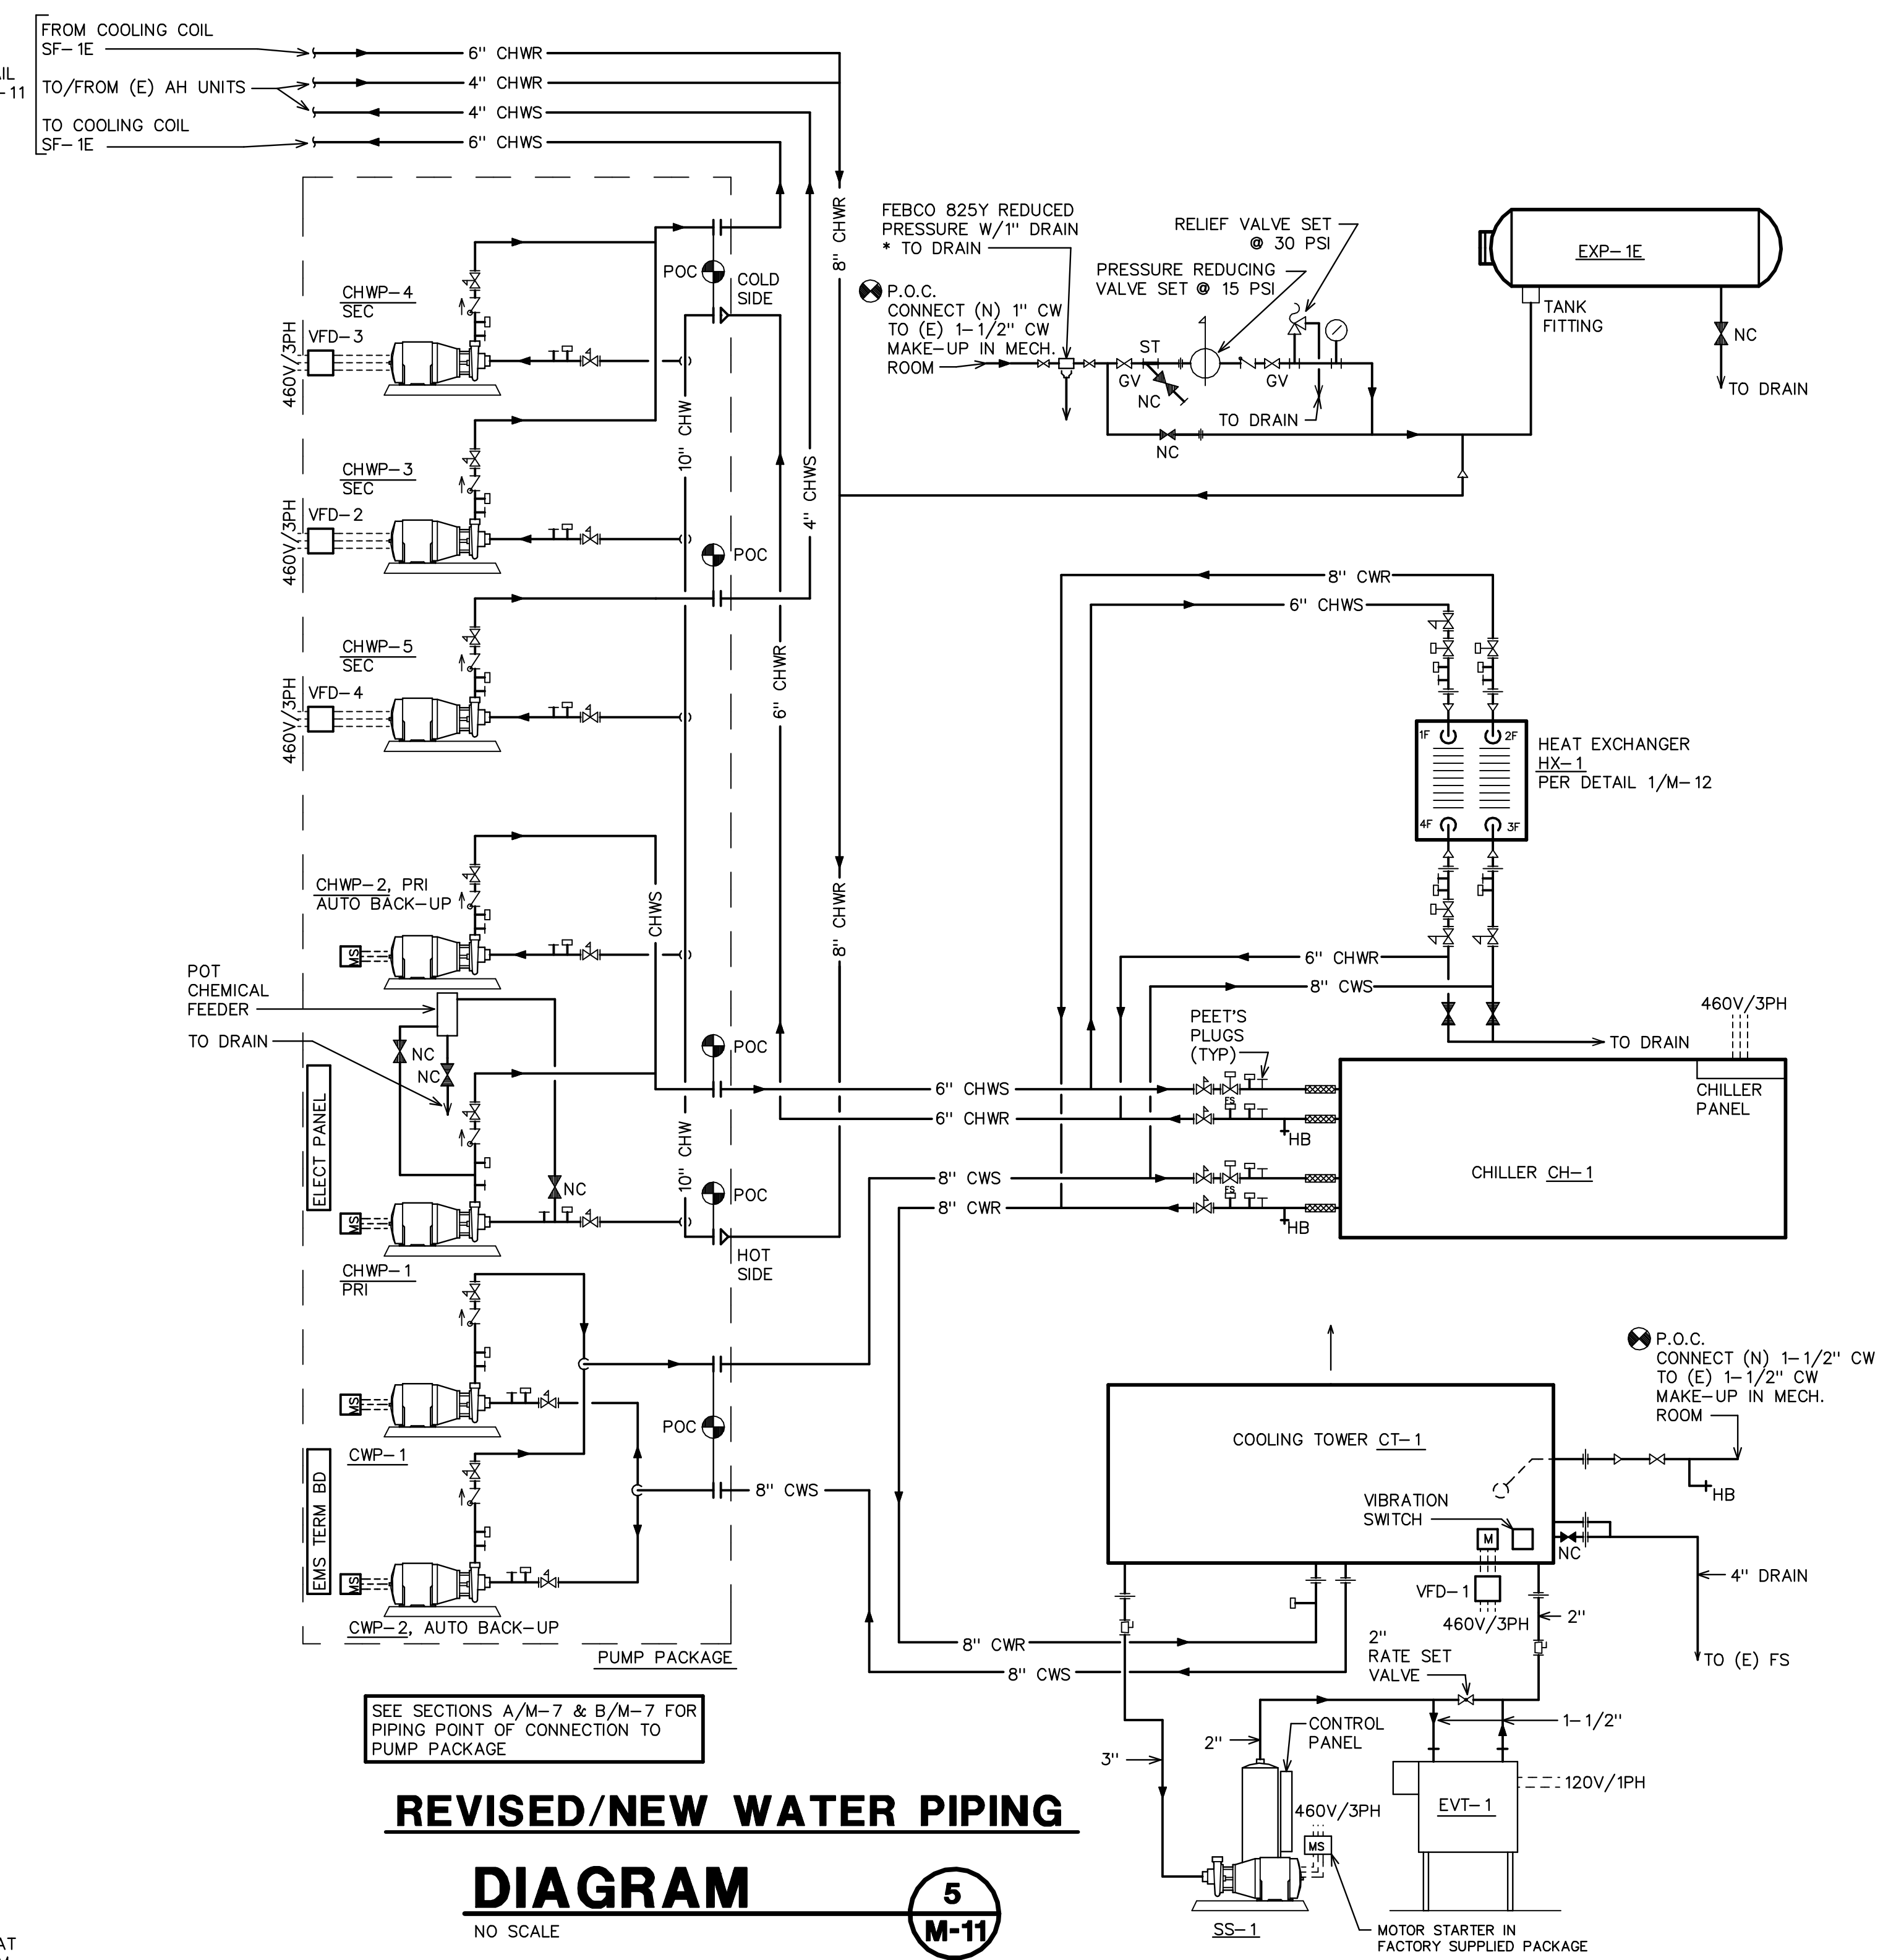 FROM COOLING COIL
SF-1E
TO/FROM (E) AH UNITS
TO COOLING COIL
SF-1E
-11
6" CHWR
4" CHWR
4" CHWS
6" CHWS
8" CHWR
FEBCO 825Y REDUCED
PRESSURE W/1" DRAIN
* TO DRAIN
RELIEF VALVE SET
@ 30 PSI
PRESSURE REDUCING
VALVE SET @ 15 PSI
P.O.C.
CONNECT (N) 1" CW
TO (E) 1-1/2" CW
MAKE-UP IN MECH.
ROOM
ST
GV
NC
GV
TO DRAIN
NC
EXP-1E
TANK
FITTING
NC
TO DRAIN
POC
COLD
SIDE
CHWP-4
SEC
VFD-3
460V/3PH
CHWP-3
SEC
VFD-2
460V/3PH
10" CHW
4" CHWS
POC
CHWP-5
SEC
VFD-4
460V/3PH
6" CHWR
8" CWR
6" CHWS
1F
2F
4F
3F
HEAT EXCHANGER
HX-1
PER DETAIL 1/M-12
CHWP-2, PRI
AUTO BACK-UP
MS
CHWS
8" CHWR
POT
CHEMICAL
FEEDER
TO DRAIN
NC
NC
NC
POC
ELECT PANEL
MS
CHWP-1
PRI
10" CHW
POC
HOT
SIDE
6" CHWR
8" CWS
PEET'S
PLUGS
(TYP)
TO DRAIN
460V/3PH
CHILLER
PANEL
6" CHWS
FS
6" CHWR
HB
CHILLER CH-1
8" CWS
FS
8" CWR
HB
MS
CWP-1
POC
8" CWS
EMS TERM BD
MS
CWP-2, AUTO BACK-UP
PUMP PACKAGE
COOLING TOWER CT-1
P.O.C.
CONNECT (N) 1-1/2" CW
TO (E) 1-1/2" CW
MAKE-UP IN MECH.
ROOM
HB
VIBRATION
SWITCH
M
NC
VFD-1
460V/3PH
4" DRAIN
2"
TO (E) FS
8" CWR
8" CWS
2"
RATE SET
VALVE
1-1/2"
3"
2"
CONTROL
PANEL
460V/3PH
MS
120V/1PH
EVT-1
SS-1
MOTOR STARTER IN
FACTORY SUPPLIED PACKAGE
SEE SECTIONS A/M-7 & B/M-7 FOR
PIPING POINT OF CONNECTION TO
PUMP PACKAGE
REVISED/NEW WATER PIPING
DIAGRAM
5
M-11
NO SCALE